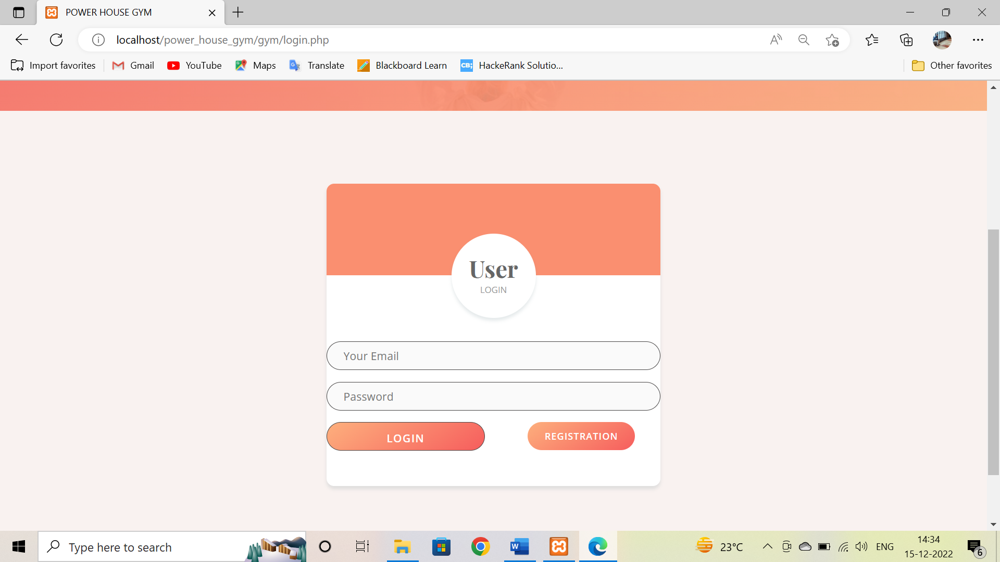 POWER HOUSE GYM
localhost/power_house_gym/gym/login.php
Import favorites Gmail YouTube Maps Translate Blackboard Learn CB; HackeRank Solutio... Other favorites
User
LOGIN
Your Email
Password
LOGIN REGISTRATION
Type here to search 23°C ENG 14:34
15-12-2022 6